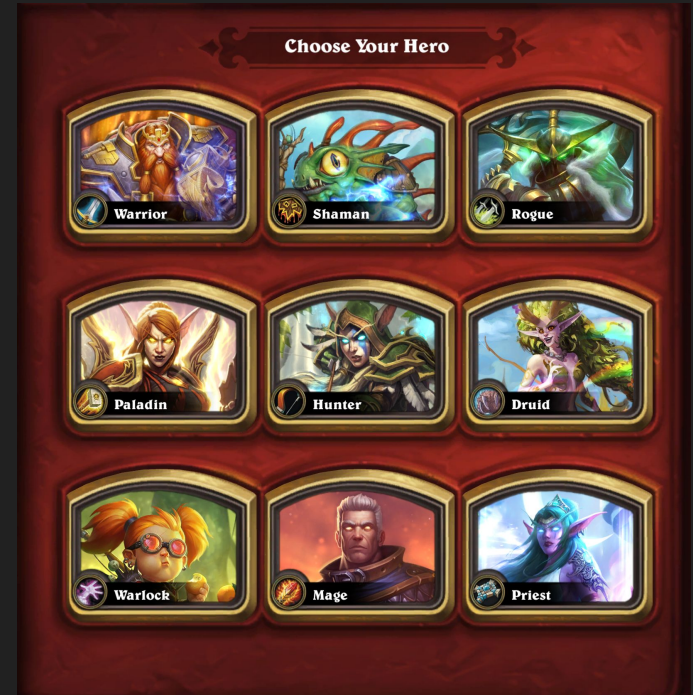 Choose Your Hero
Warrior
Shaman
Rogue
Paladin
Hunter
Druid
Warlock
Mage
Priest